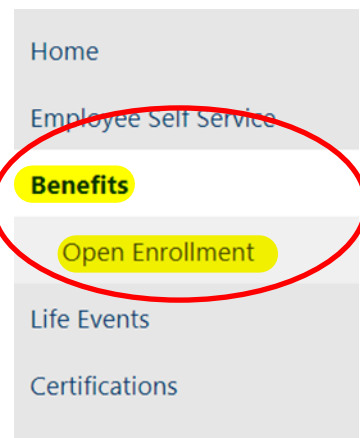 Home
Employee Self Service
Benefits
Open Enrollment
Life Events
Certifications